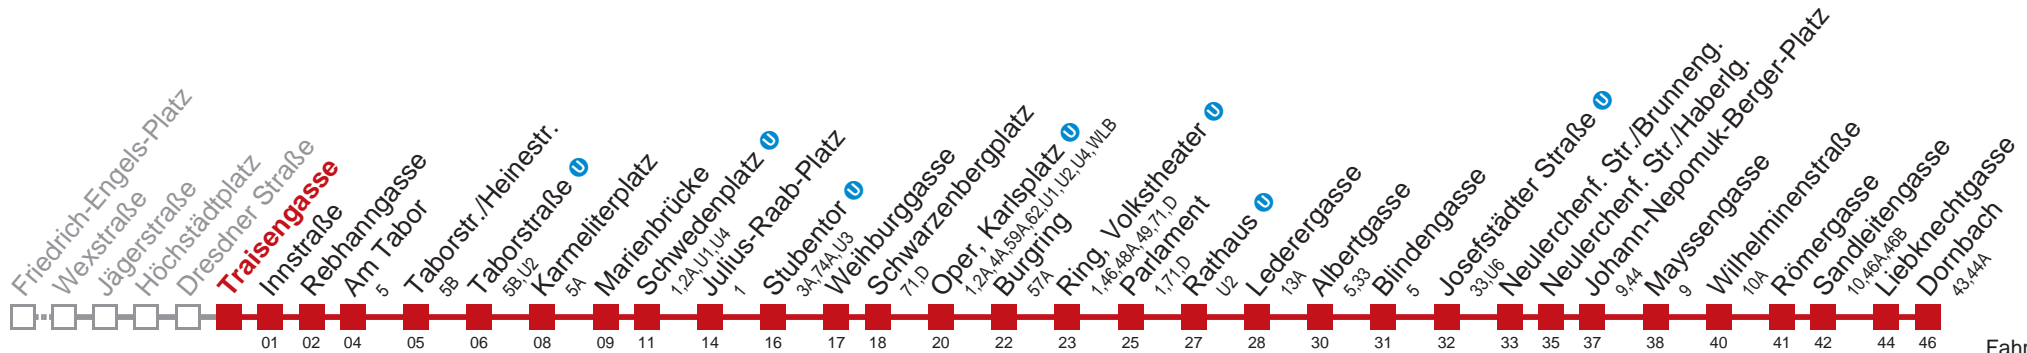 Friedrich-Engels-Platz
Wexstraße
Jägerstraße
Höchstädtplatz
Dresdner Straße
Traisengasse
Innstraße
Rebhanngasse
Am Tabor
5
Taborstr./Heinestr.
5B
Taborstraße U
5B,U2
Karmeliterplatz
5A
Marienbrücke
Schwedenplatz U
1,2A,U1,U4
Julius-Raab-Platz
1
Stubentor U
3A,74A,U3
Weihburggasse
Schwarzenbergplatz
71,D
Oper, Karlsplatz U
1,2A,4A,59A,62,U1,U2,U4,WLB
Burgring
57A
Ring, Volkstheater U
1,46,48A,49,71,D
Parlament
1,71,D
Rathaus U
U2
Lederergasse
13A
Albertgasse
5,33
Blindengasse
5
Josefstädter Straße U
33,U6
Neulerchenf. Str./Brunneng.
Neulerchenf. Str./Haberlg.
Johann-Nepomuk-Berger-Platz
9,44
Mayssengasse
9
Wilhelminenstraße
10A
Römergasse
Sandleitengasse
10,46A,46B
Liebknechtgasse
Dornbach
43,44A
01 02 04 05 06 08 09 11 14 16 17 18 20 22 23 25 27 28 30 31 32 33 35 37 38 40 41 42 44 46
Fahr